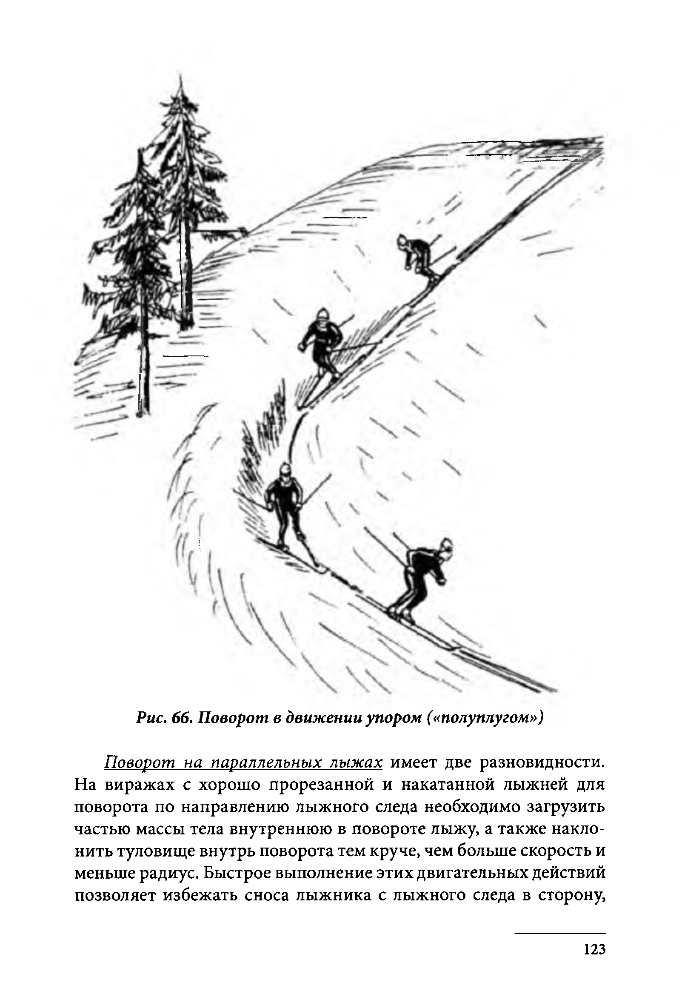 Рис. 66. Поворот в движении упором («полуплугом»)
Поворот на параллельных лыжах имеет две разновидности.
На виражах с хорошо прорезанной и накатанной лыжней для
поворота по направлению лыжного следа необходимо загрузить
частью массы тела внутреннюю в повороте лыжу, а также накло-
нить туловище внутрь поворота тем круче, чем больше скорость и
меньше радиус. Быстрое выполнение этих двигательных действий
позволяет избежать сноса лыжника с лыжного следа в сторону,
123